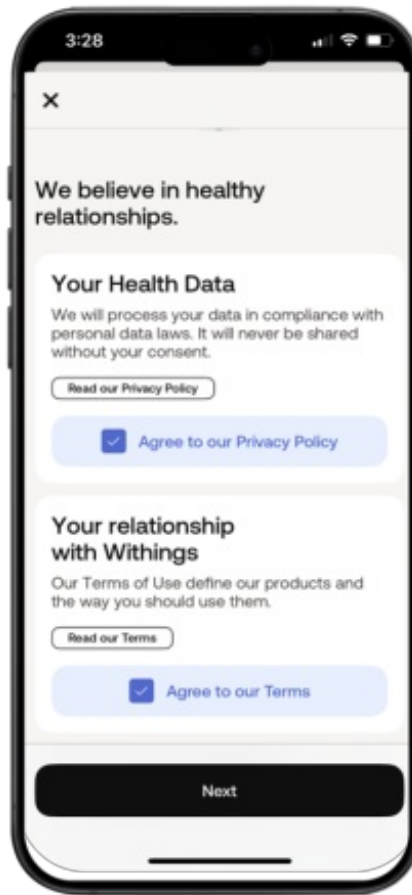 3:28
We believe in healthy
relationships.
Your Health Data
We will process your data in compliance with
personal data laws. It will never be shared
without your consent.
Read our Privacy Policy
Agree to our Privacy Policy
Your relationship
with Withings
Our Terms of Use define our products and
the way you should use them.
Read our Terms
Agree to our Terms
Next